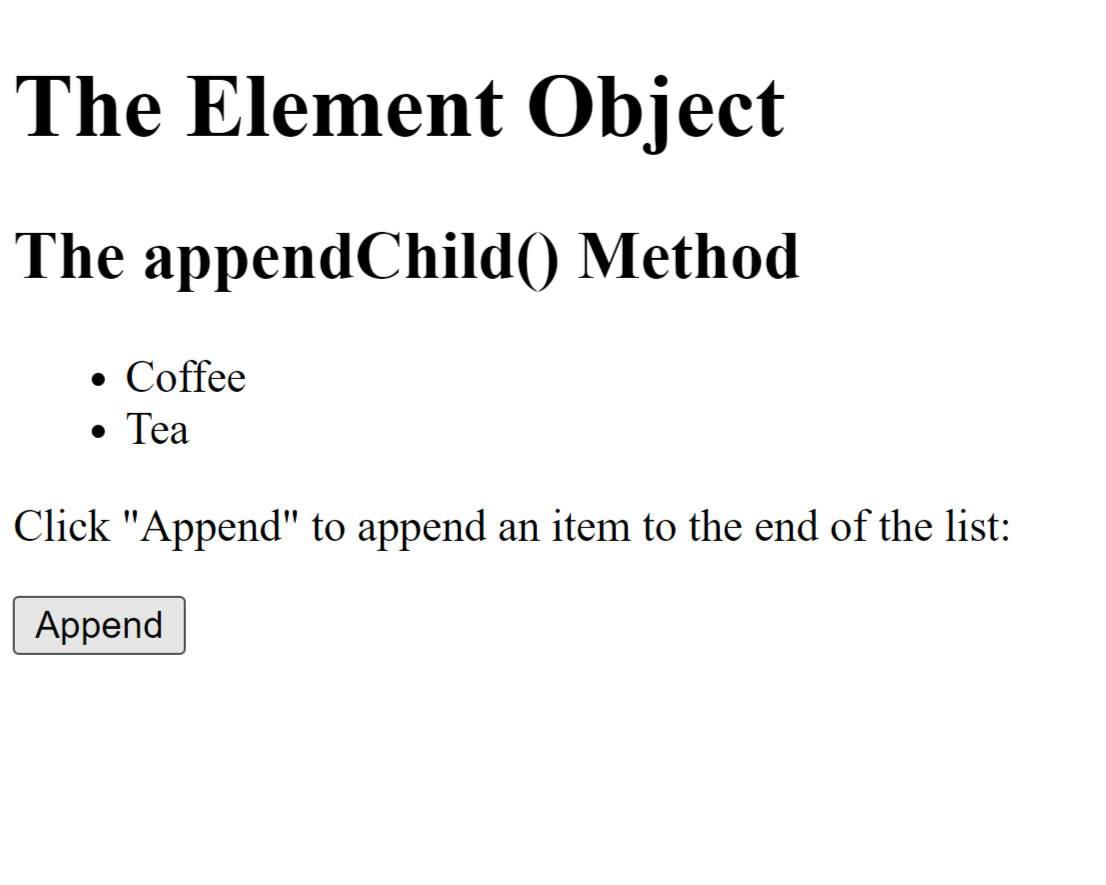 The Element Object
The appendChild() Method
Coffee
Tea
Click "Append" to append an item to the end of the list:
Append